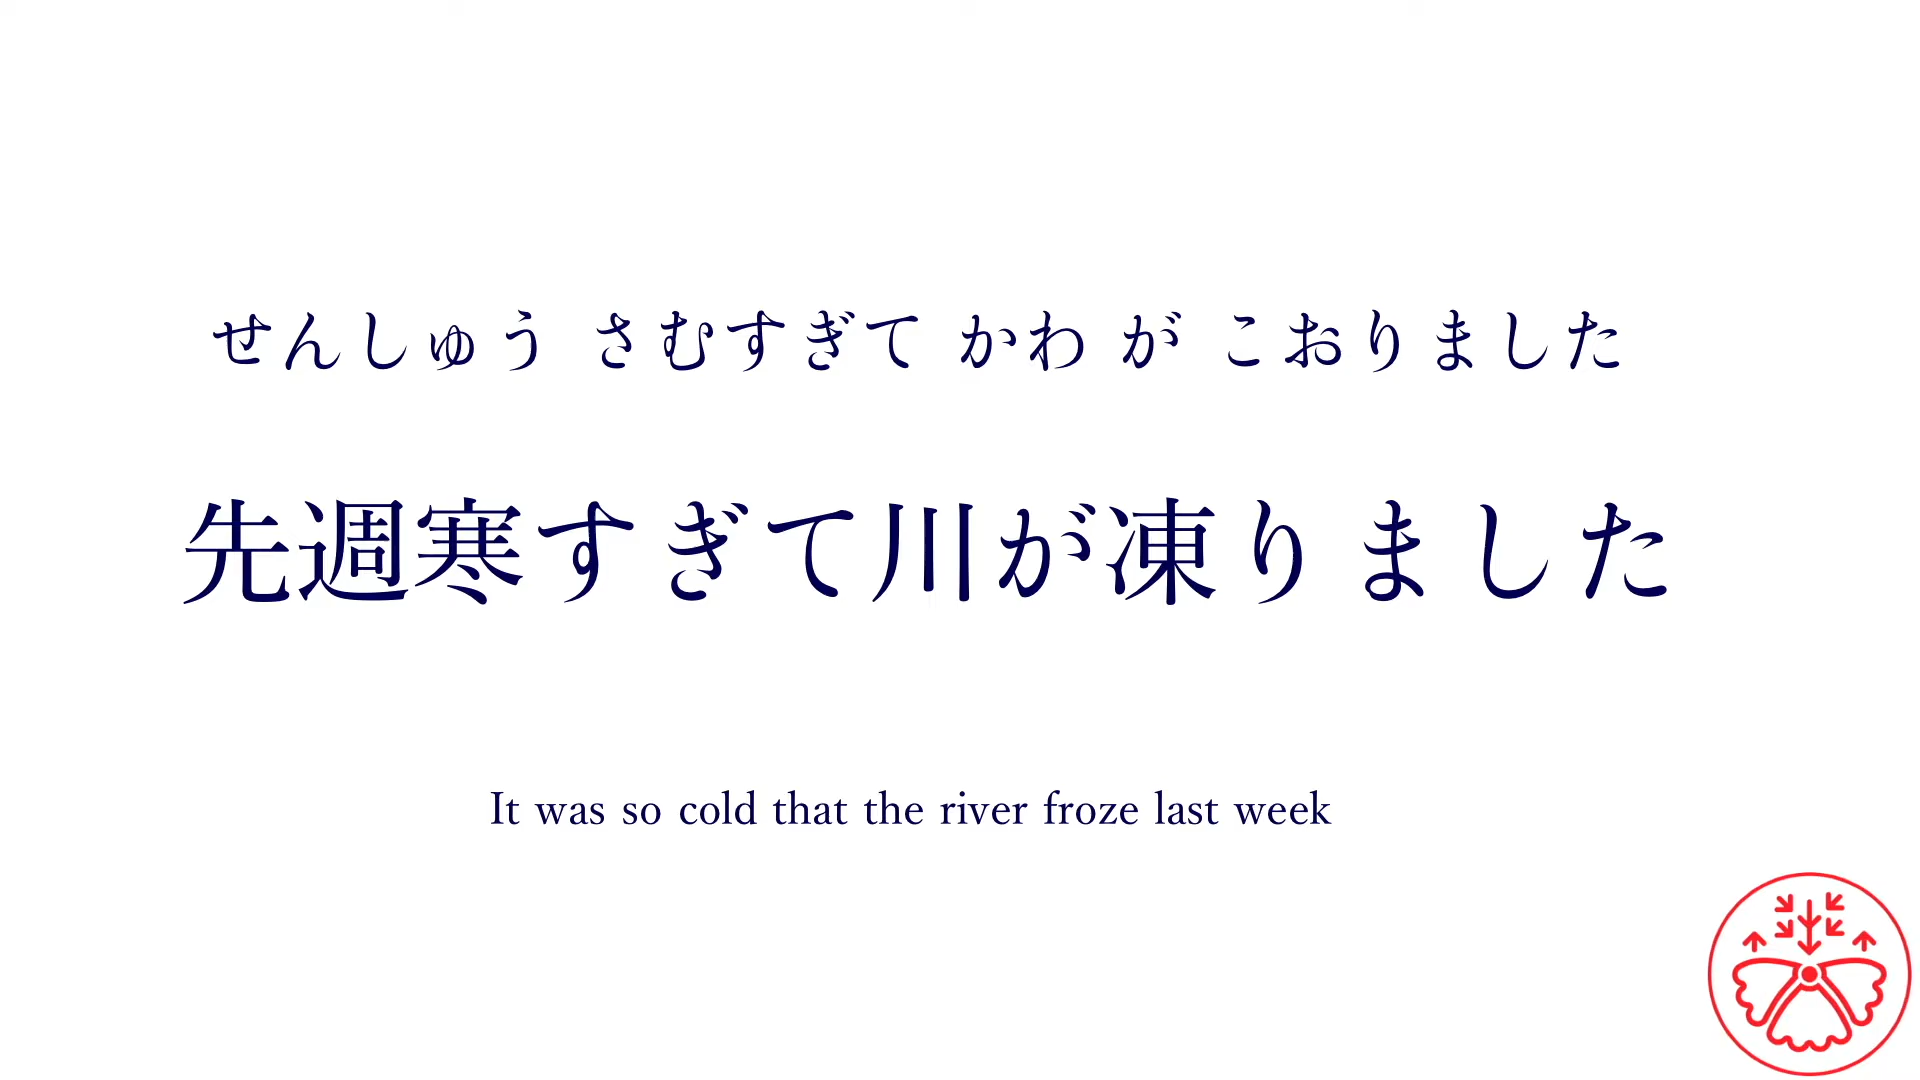 せんしゅう さむすぎて かわ が こおりました
先週寒すぎて川が凍りました
It was so cold that the river froze last week